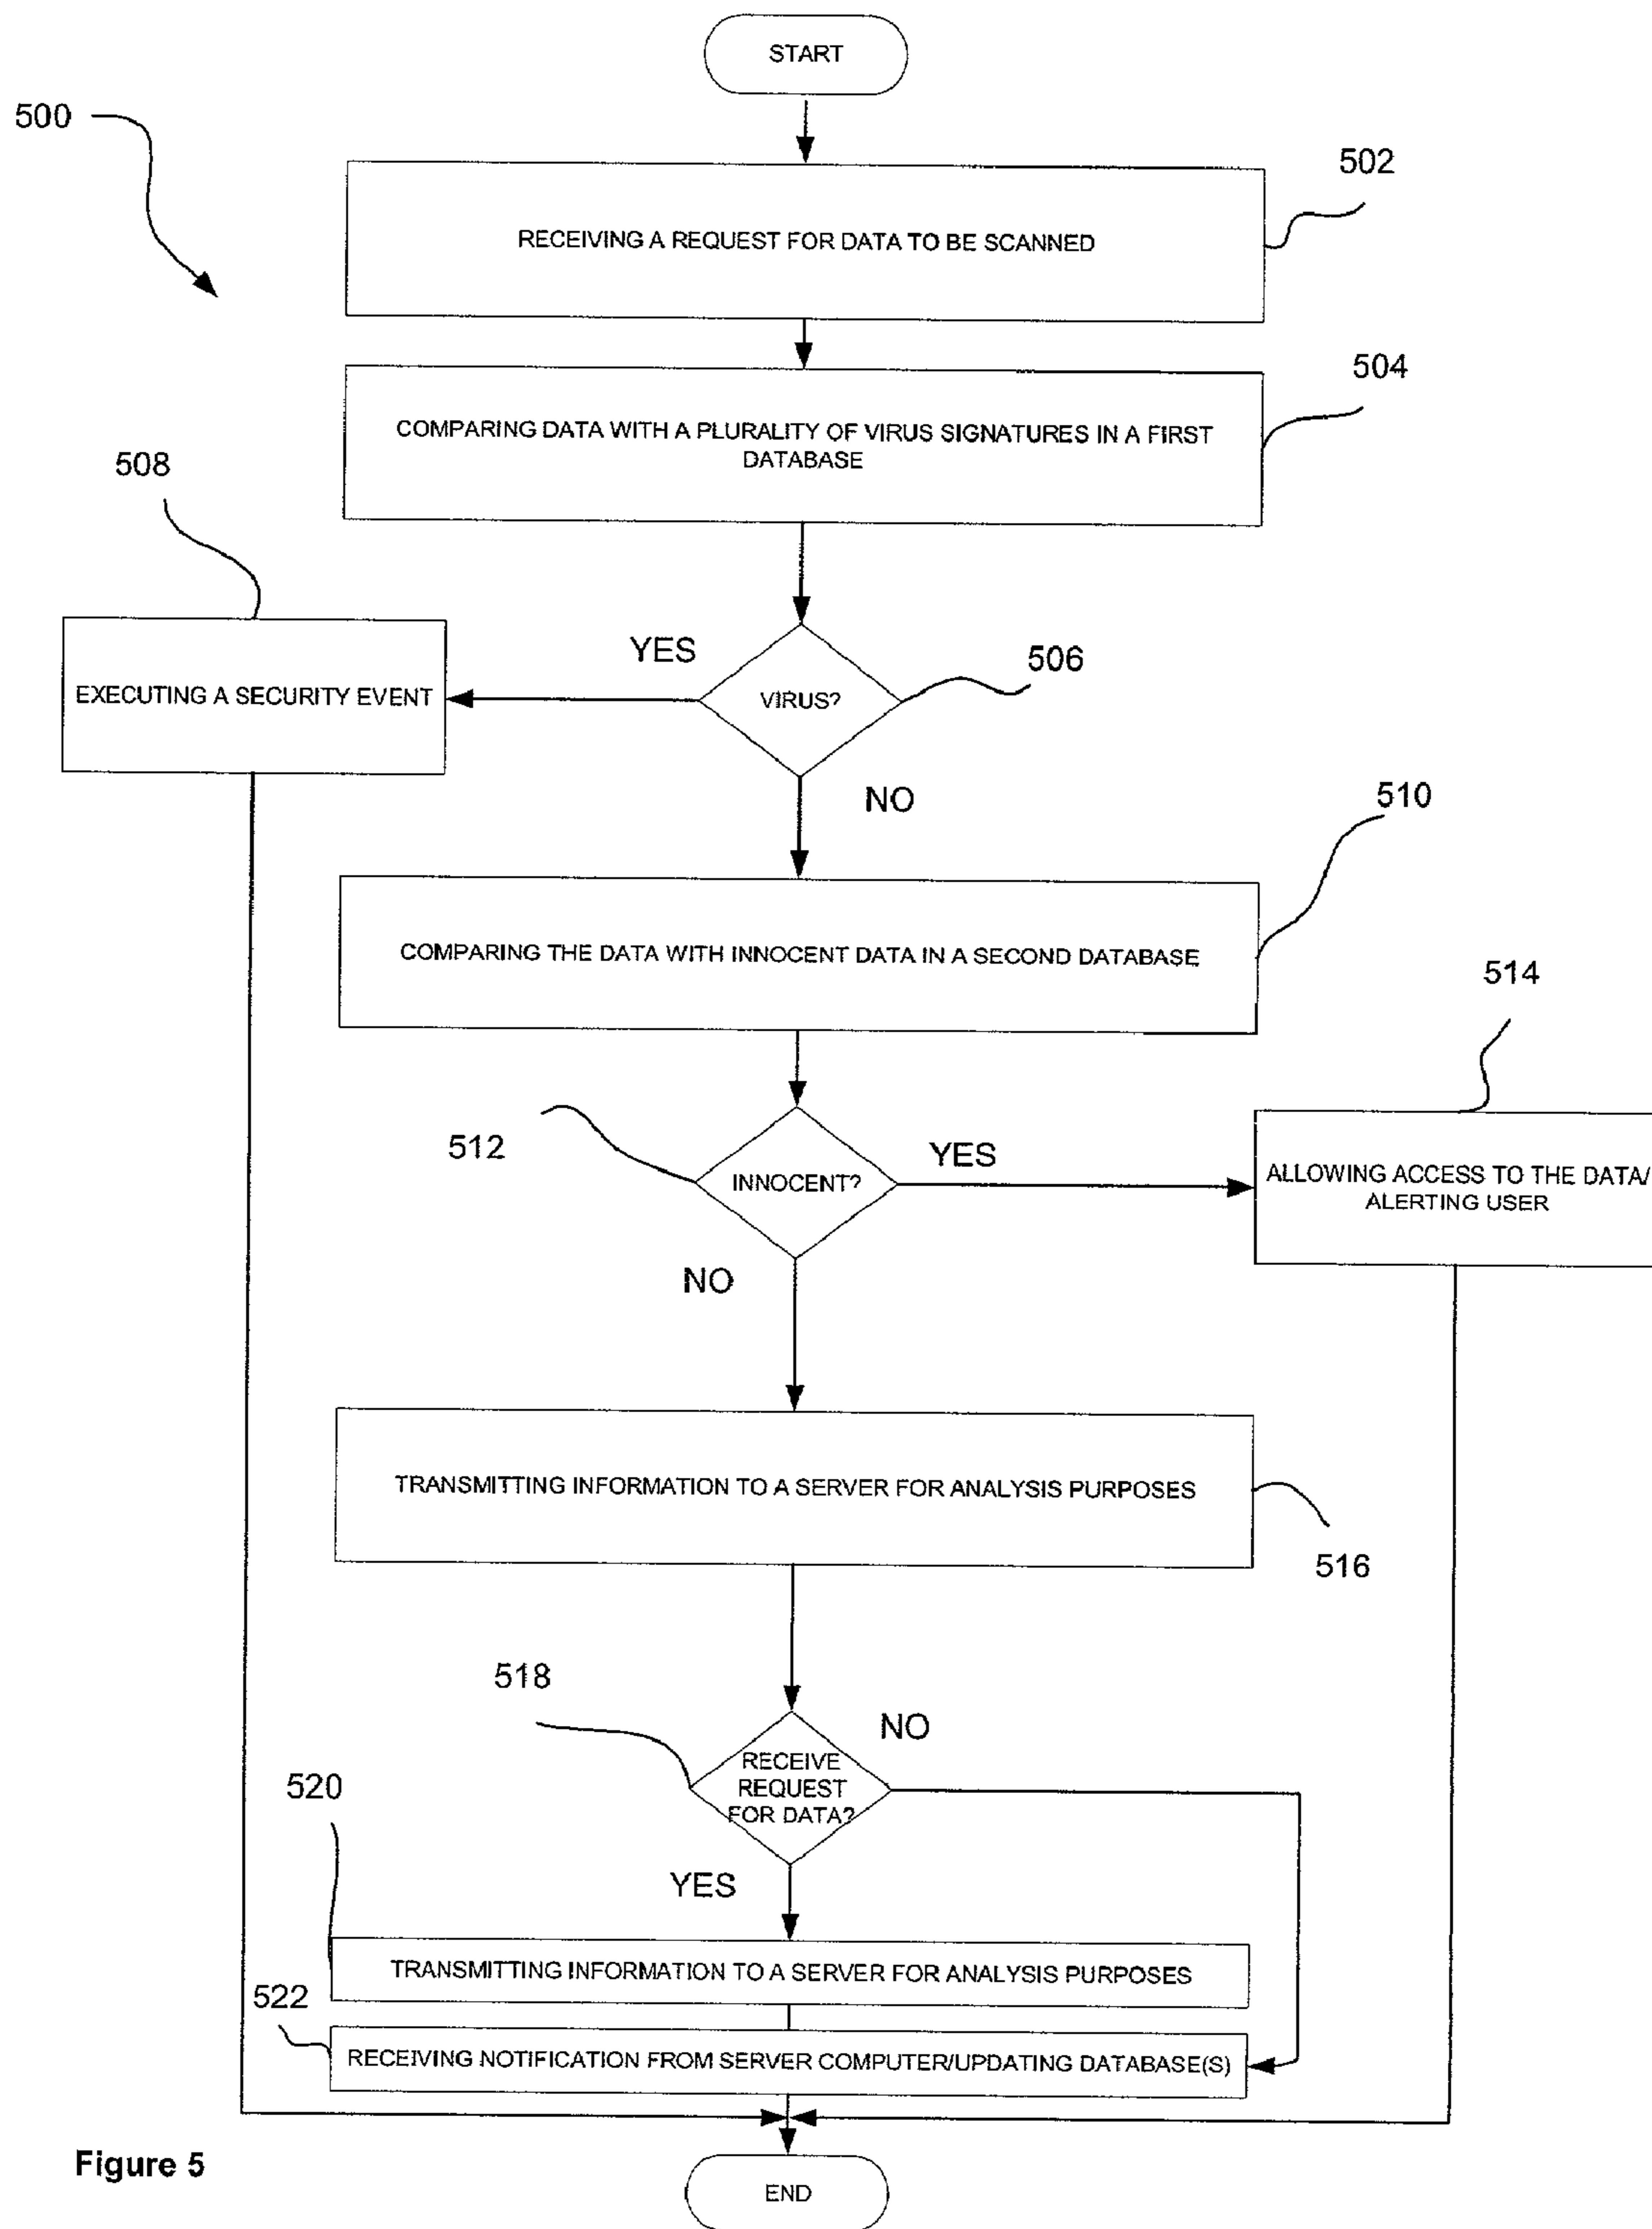 START
500
502
RECEIVING A REQUEST FOR DATA TO BE SCANNED
504
COMPARING DATA WITH A PLURALITY OF VIRUS SIGNATURES IN A FIRST
DATABASE
508
YES
506
EXECUTING A SECURITY EVENT
VIRUS?
NO
510
COMPARING THE DATA WITH INNOCENT DATA IN A SECOND DATABASE
514
512
YES
INNOCENT?
ALLOWING ACCESS TO THE DATA/
ALERTING USER
NO
TRANSMITTING INFORMATION TO A SERVER FOR ANALYSIS PURPOSES
516
518
NO
RECEIVE
REQUEST
FOR DATA?
520
YES
TRANSMITTING INFORMATION TO A SERVER FOR ANALYSIS PURPOSES
522
RECEIVING NOTIFICATION FROM SERVER COMPUTER/UPDATING DATABASE(S)
Figure 5
END